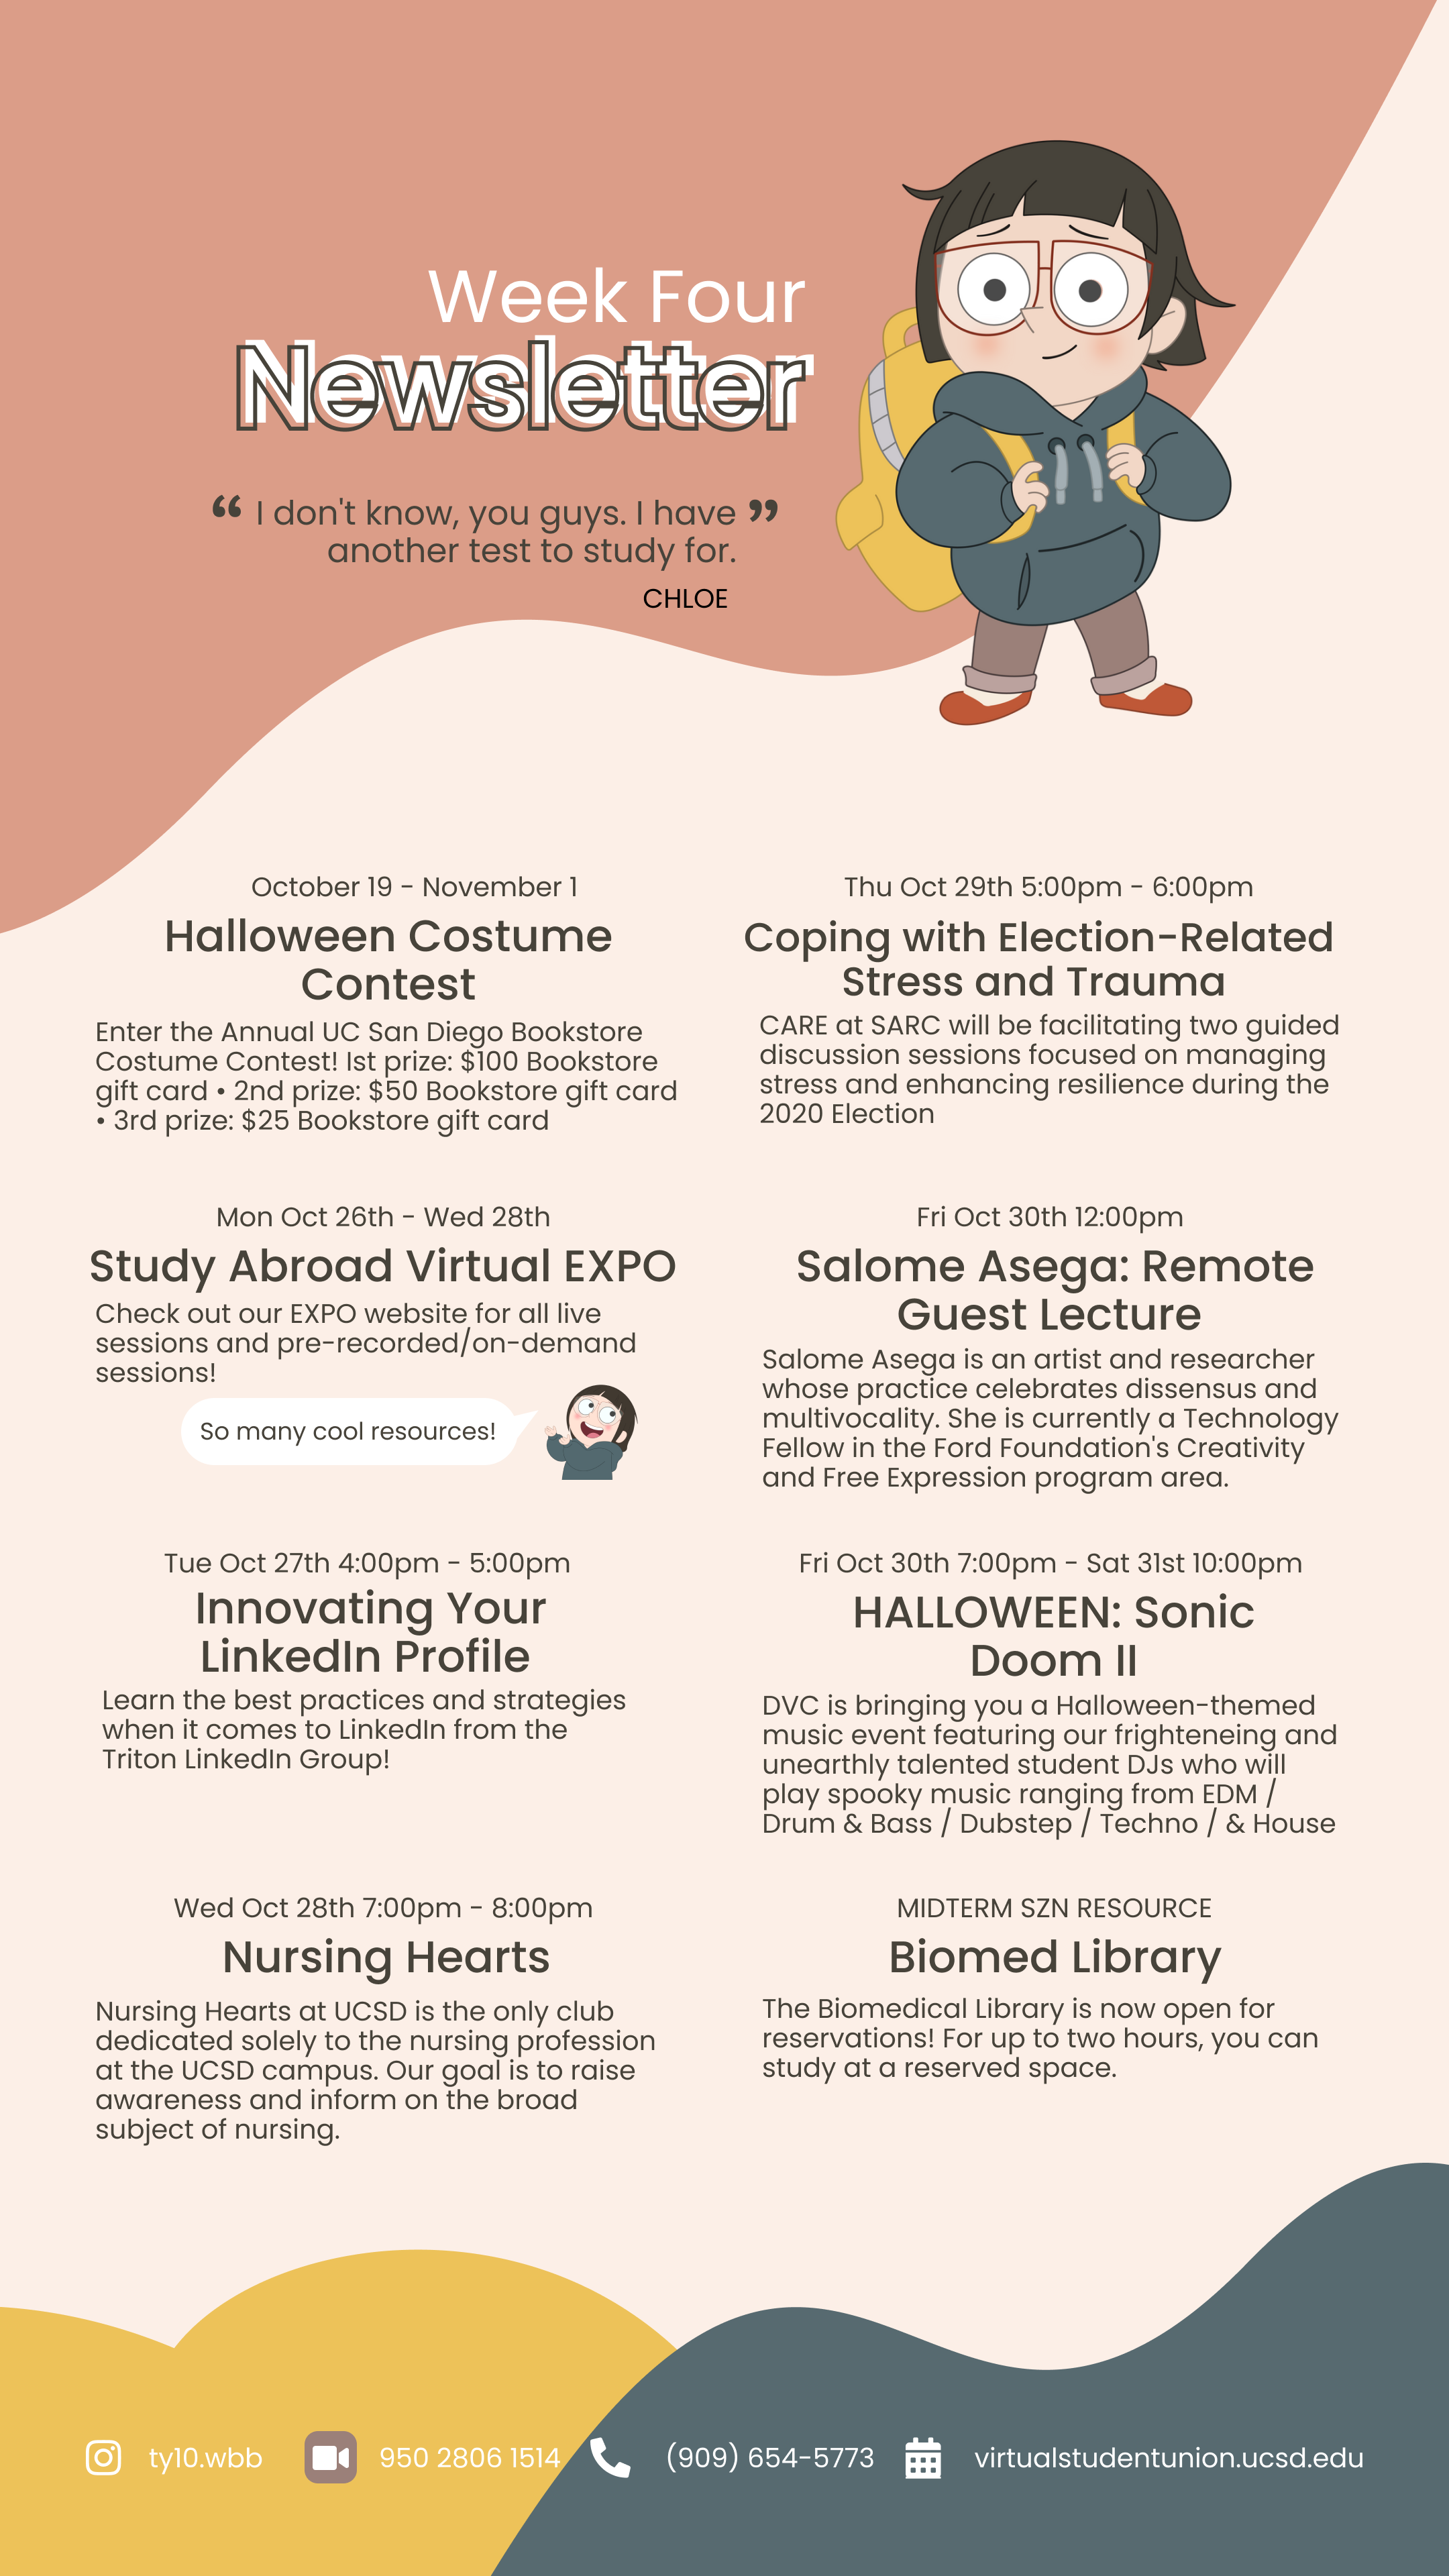 Week Four
Newsletter
“ I don't know, you guys. I have ”
another test to study for.
CHLOE
October 19 - November 1
Halloween Costume
Contest
Enter the Annual UC San Diego Bookstore
Costume Contest! Ist prize: $100 Bookstore
gift card • 2nd prize: $50 Bookstore gift card
• 3rd prize: $25 Bookstore gift card
Mon Oct 26th - Wed 28th
Study Abroad Virtual EXPO
Check out our EXPO website for all live
sessions and pre-recorded/on-demand
sessions!
So many cool resources!
Tue Oct 27th 4:00pm - 5:00pm
Innovating Your
LinkedIn Profile
Learn the best practices and strategies
when it comes to LinkedIn from the
Triton LinkedIn Group!
Wed Oct 28th 7:00pm - 8:00pm
Nursing Hearts
Nursing Hearts at UCSD is the only club
dedicated solely to the nursing profession
at the UCSD campus. Our goal is to raise
awareness and inform on the broad
subject of nursing.
Thu Oct 29th 5:00pm - 6:00pm
Coping with Election-Related
Stress and Trauma
CARE at SARC will be facilitating two guided
discussion sessions focused on managing
stress and enhancing resilience during the
2020 Election
Fri Oct 30th 12:00pm
Salome Asega: Remote
Guest Lecture
Salome Asega is an artist and researcher
whose practice celebrates dissensus and
multivocality. She is currently a Technology
Fellow in the Ford Foundation's Creativity
and Free Expression program area.
Fri Oct 30th 7:00pm - Sat 31st 10:00pm
HALLOWEEN: Sonic
Doom II
DVC is bringing you a Halloween-themed
music event featuring our frighteneing and
unearthly talented student DJs who will
play spooky music ranging from EDM /
Drum & Bass / Dubstep / Techno / & House
MIDTERM SZN RESOURCE
Biomed Library
The Biomedical Library is now open for
reservations! For up to two hours, you can
study at a reserved space.
ty10.wbb
950 2806 1514
(909) 654-5773
virtualstudentunion.ucsd.edu